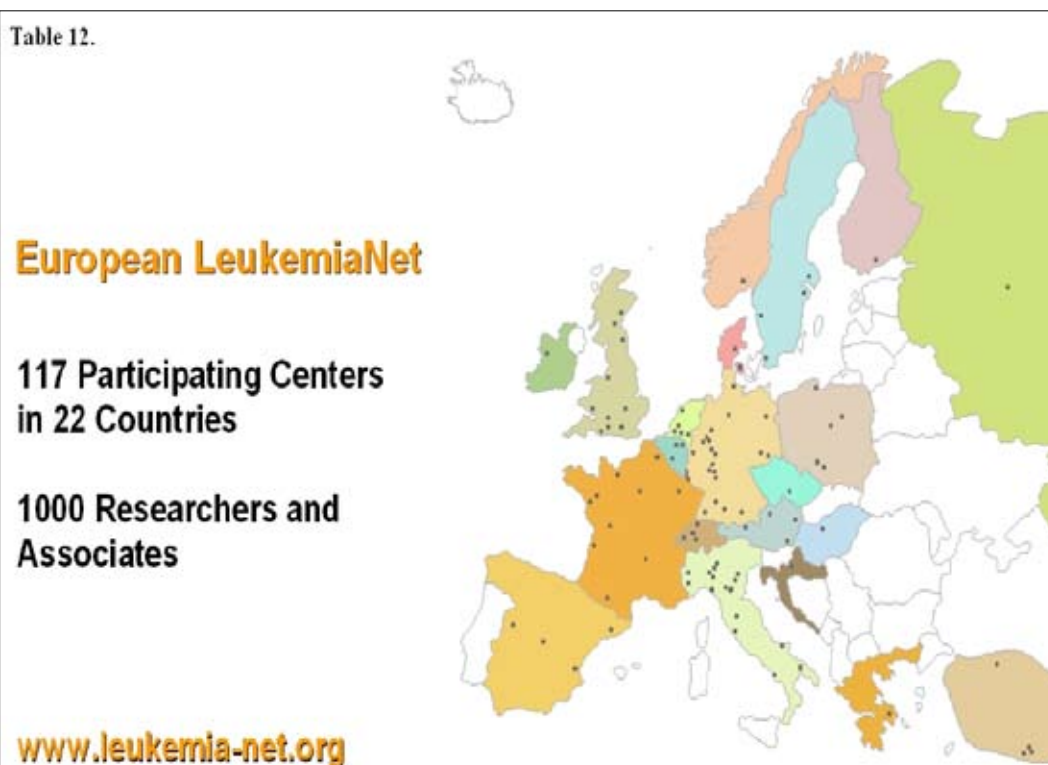 Table 12.
European LeukemiaNet
117 Participating Centers
in 22 Countries
1000 Researchers and
Associates
www.leukemia-net.org